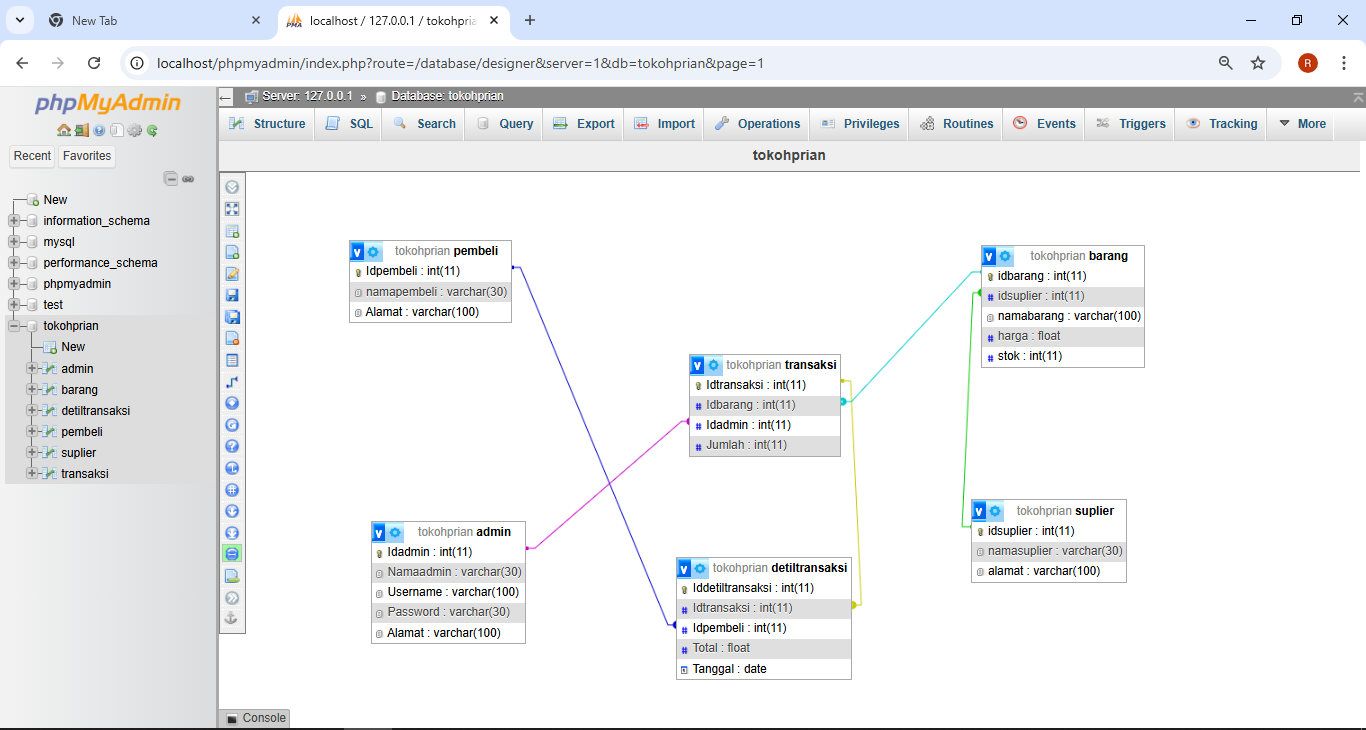 New Tab
localhost / 127.0.0.1 / tokohpria
localhost/phpmyadmin/index.php?route=/database/designer&server=1&db=tokohprian&page=1
R
phpMyAdmin
Recent
Favorites
New
information_schema
mysql
performance_schema
phpmyadmin
test
tokohprian
New
admin
barang
detiltransaksi
pembeli
suplier
transaksi
Server: 127.0.0.1 » Database: tokohprian
Structure
SQL
Search
Query
Export
Import
Operations
Privileges
Routines
Events
Triggers
Tracking
More
tokohprian
v tokohprian pembeli
Idpembeli : int(11)
namapembeli : varchar(30)
Alamat : varchar(100)
v tokohprian barang
idbarang : int(11)
# idsuplier : int(11)
namabarang : varchar(100)
# harga : float
# stok : int(11)
v tokohprian transaksi
Idtransaksi : int(11)
# Idbarang : int(11)
# Idadmin : int(11)
# Jumlah : int(11)
v tokohprian admin
Idadmin : int(11)
Namaadmin : varchar(30)
Username : varchar(100)
Password : varchar(30)
Alamat : varchar(100)
v tokohprian suplier
idsuplier : int(11)
namasuplier : varchar(30)
alamat : varchar(100)
v tokohprian detiltransaksi
Iddetiltransaksi : int(11)
# Idtransaksi : int(11)
# Idpembeli : int(11)
# Total : float
Tanggal : date
Console